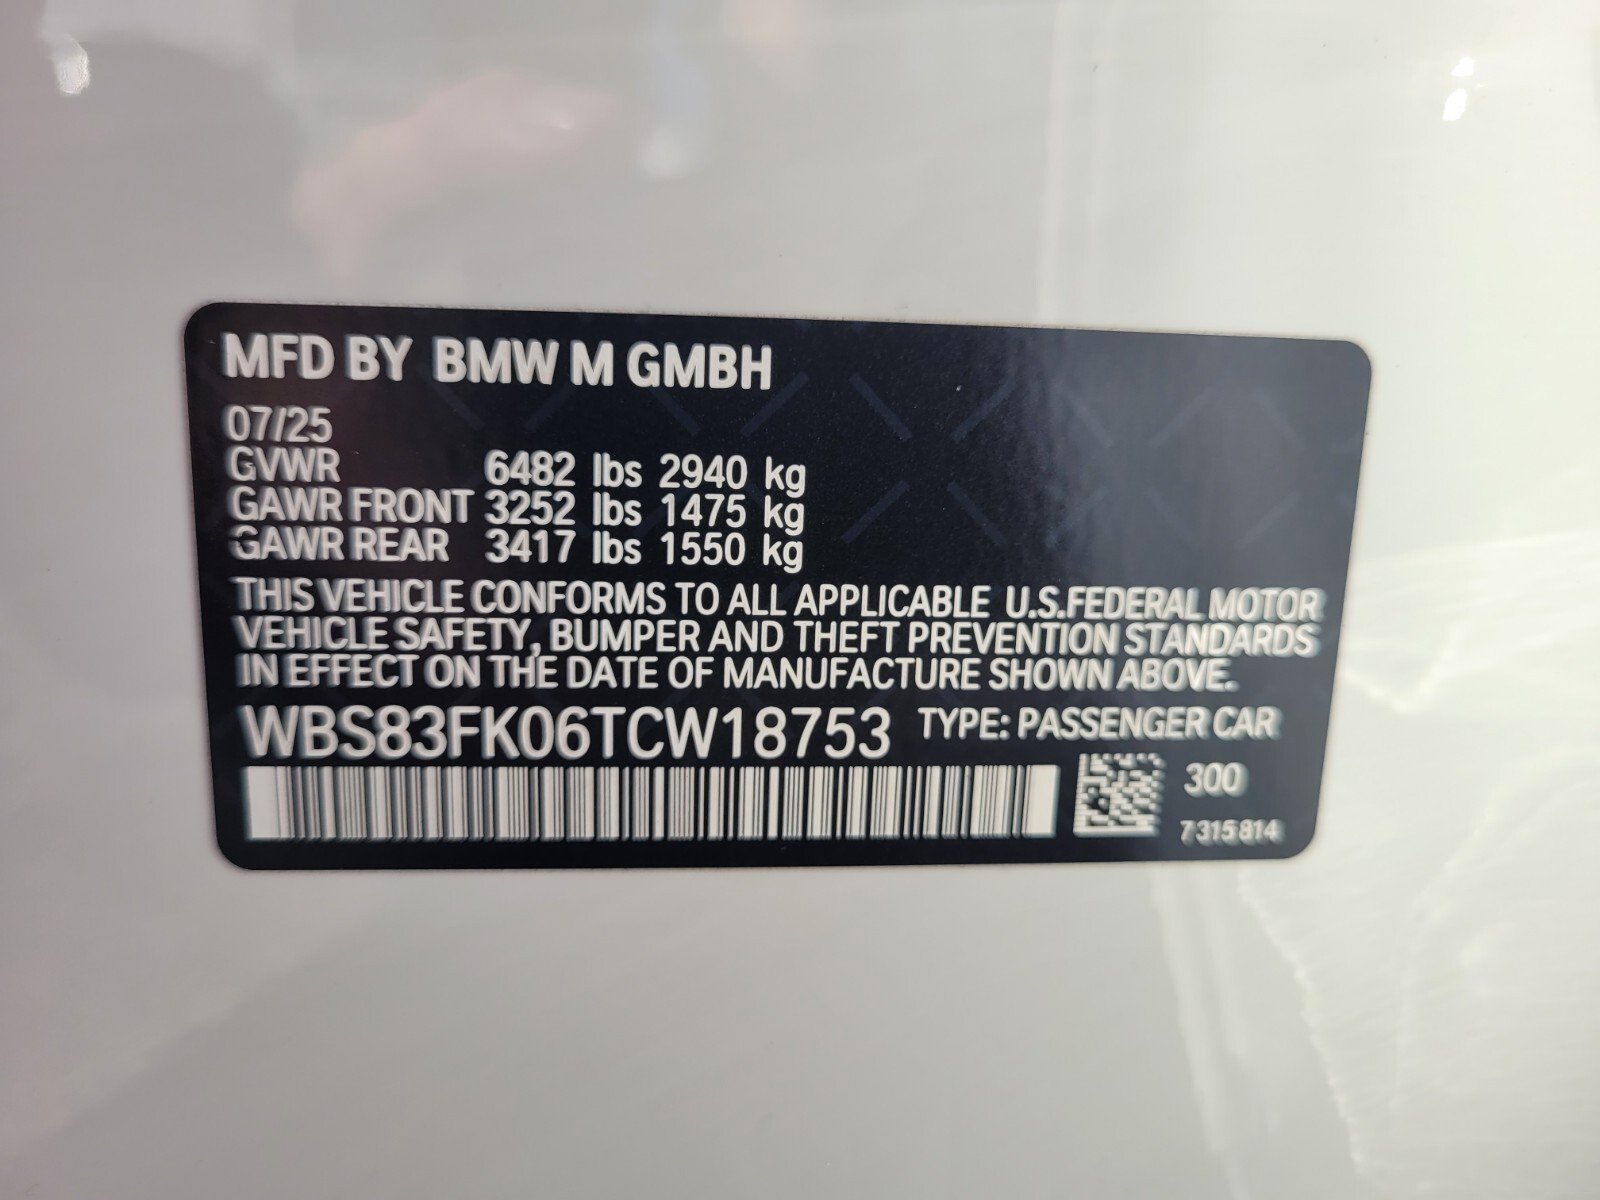 MFD BY BMW M GMBH
07/25
GVWR 6482 lbs 2940 kg
GAWR FRONT 3252 lbs 1475 kg
GAWR REAR 3417 lbs 1550 kg
THIS VEHICLE CONFORMS TO ALL APPLICABLE U.S.FEDERAL MOTOR
VEHICLE SAFETY, BUMPER AND THEFT PREVENTION STANDARDS
IN EFFECT ON THE DATE OF MANUFACTURE SHOWN ABOVE.
WBS83FK06TCW18753 TYPE: PASSENGER CAR
300
7315814